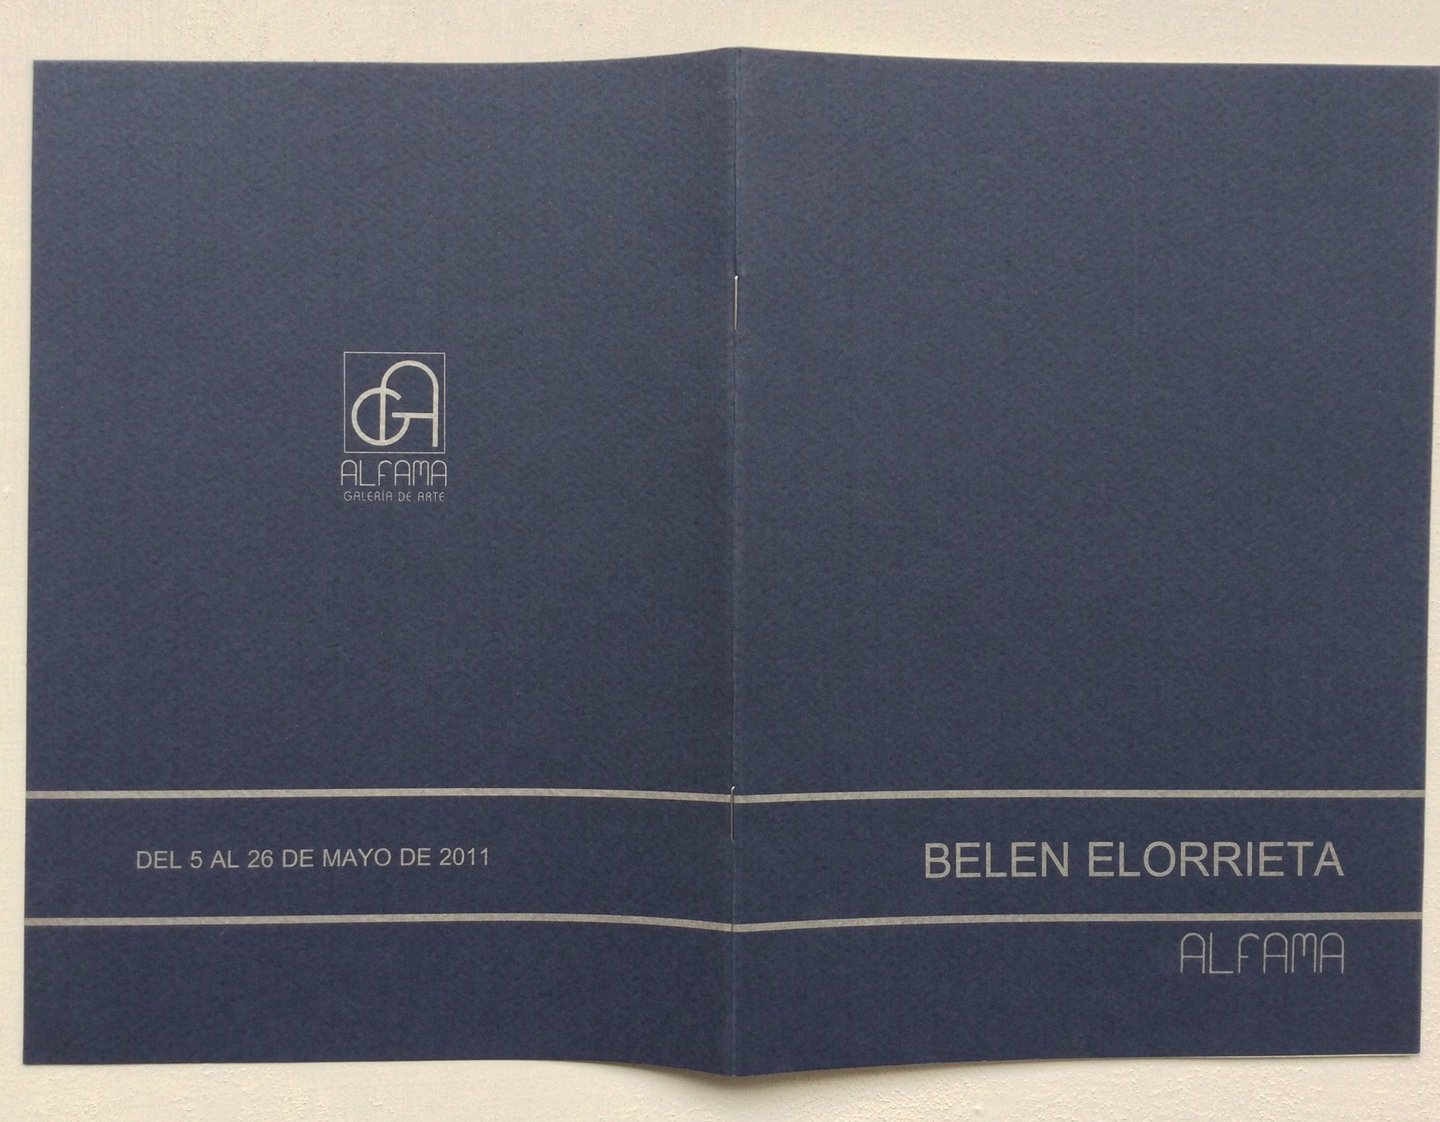 ALFAMA
GALERÍA DE ARTE
DEL 5 AL 26 DE MAYO DE 2011
BELEN ELORRIETA
ALFAMA